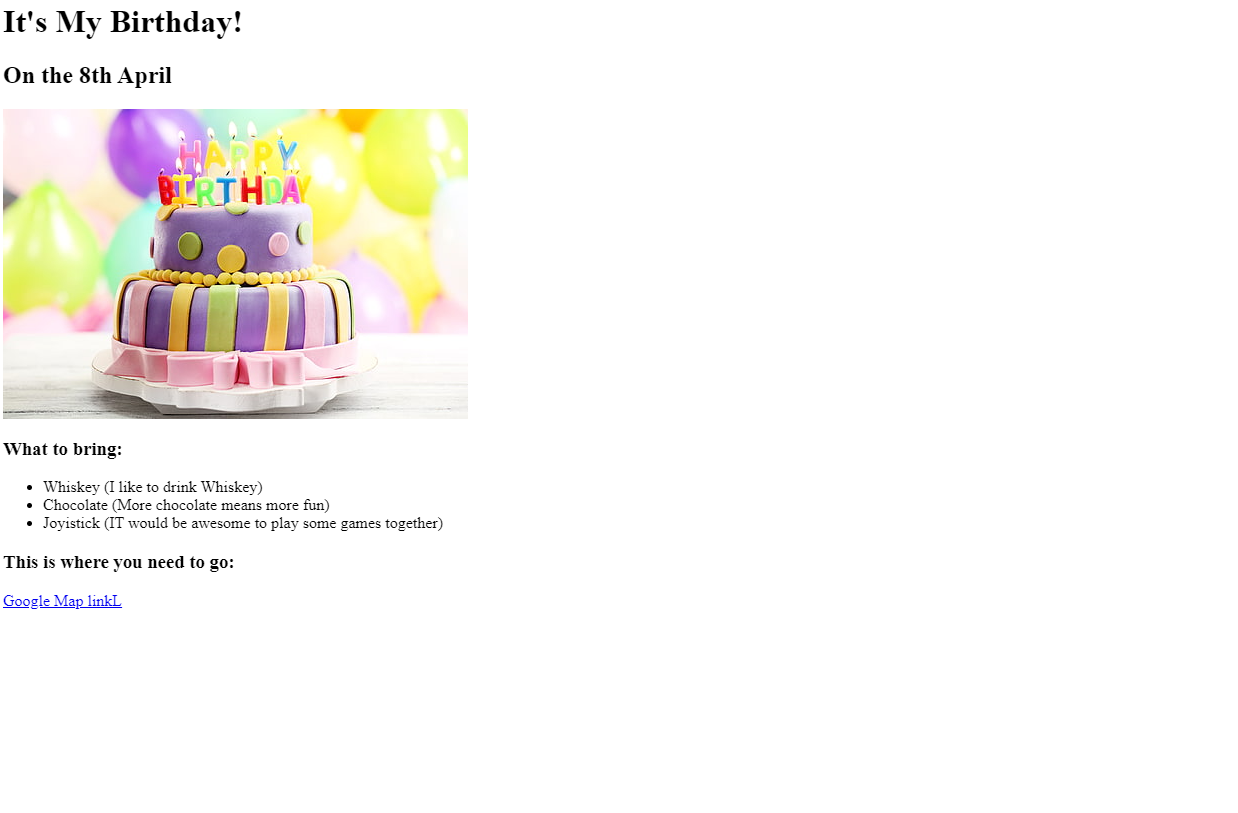 It's My Birthday!
On the 8th April
HAPPY
BIRTHDAY
What to bring:
Whiskey (I like to drink Whiskey)
Chocolate (More chocolate means more fun)
Joyistick (IT would be awesome to play some games together)
This is where you need to go:
Google Map linkL